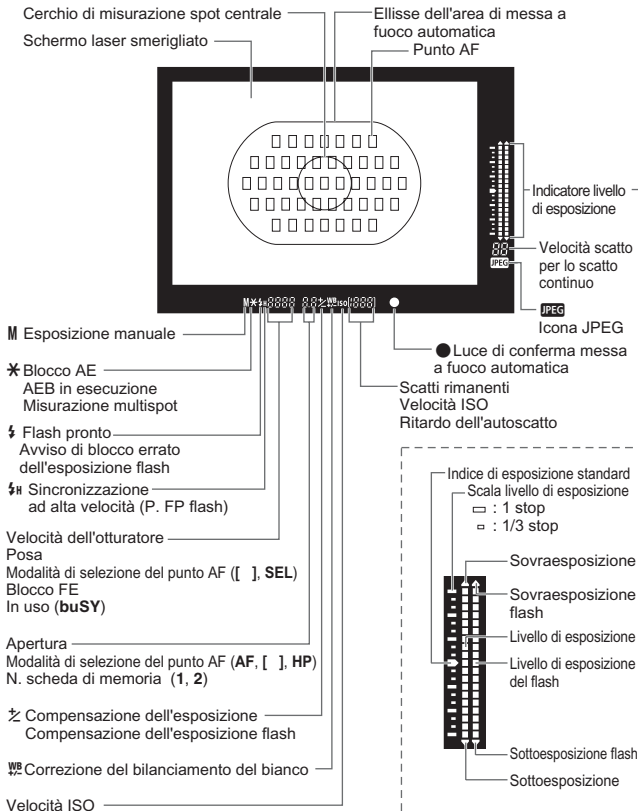 Cerchio di misurazione spot centrale
Schermo laser smerigliato
Ellisse dell'area di messa a
fuoco automatica
Punto AF
Indicatore livello
di esposizione
Velocità scatto
per lo scatto
continuo
JPEG
JPEG
Icona JPEG
M WB ISO
M Esposizione manuale
Blocco AE
AEB in esecuzione
Misurazione multispot
Flash pronto
Avviso di blocco errato
dell'esposizione flash
H Sincronizzazione
ad alta velocità (P. FP flash)
Velocità dell'otturatore
Posa
Modalità di selezione del punto AF ([   ], SEL)
Blocco FE
In uso (buSY)
Apertura
Modalità di selezione del punto AF (AF, [   ], HP)
N. scheda di memoria  (1, 2)
Compensazione dell'esposizione
Compensazione dell'esposizione flash
WB Correzione del bilanciamento del bianco
Velocità ISO
●Luce di conferma messa
a fuoco automatica
Scatti rimanenti
Velocità ISO
Ritardo dell'autoscatto
Indice di esposizione standard
Scala livello di esposizione
: 1 stop
: 1/3 stop
Sovraesposizione
Sovraesposizione
flash
Livello di esposizione
Livello di esposizione
del flash
Sottoesposizione flash
Sottoesposizione